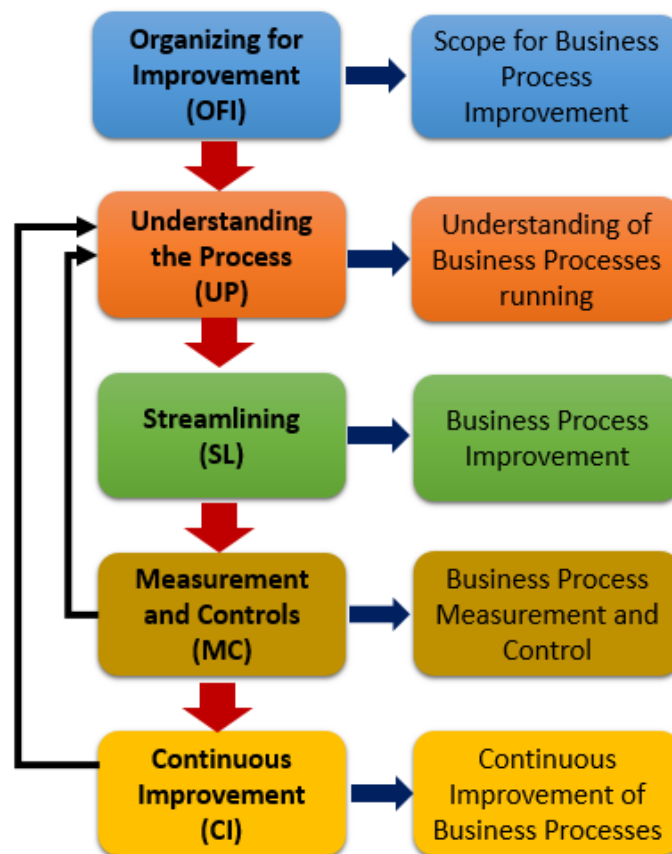 Organizing for
Improvement
(OFI)
Scope for Business
Process
Improvement
Understanding
the Process
(UP)
Understanding of
Business Processes
running
Streamlining
(SL)
Business Process
Improvement
Measurement
and Controls
(MC)
Business Process
Measurement and
Control
Continuous
Improvement
(CI)
Continuous
Improvement of
Business Processes